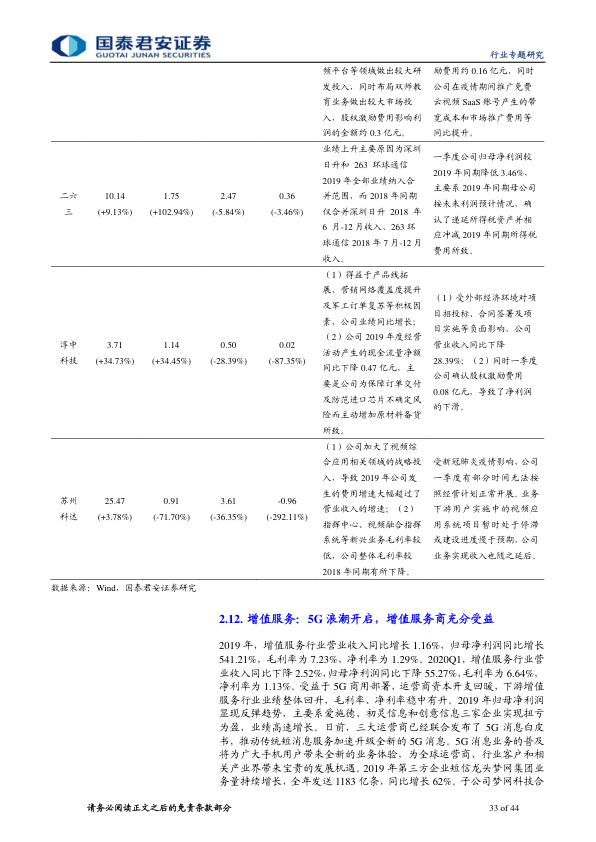 国泰君安证券
GUOTAI JUNAN SECURITIES
行业专题研究
频平台等领域做出较大研
发投入，同时布局双师教
育业务做出较大市场投
入，股权激励费用影响利
润的金额约 0.3 亿元。
励费用约 0.16 亿元，同时
公司在疫情期间推广免费
云视频 SaaS 账号产生的带
宽成本和市场推广费用等
同比提升。
二六
三
10.14
(+9.13%)
1.75
(+102.94%)
2.47
(-5.84%)
0.36
(-3.46%)
业绩上升主要原因为深圳
日升和 263 环球通信
2019 年全部业绩纳入合
并范围，而 2018 年同期
仅合并深圳日升 2018 年
6 月-12 月收入、263 环
球通信 2018 年 7 月-12 月
收入。
一季度公司归母净利润较
2019 年同期降低 3.46%，
主要系 2019 年同期母公司
按未来利润预计情况，确
认了递延所得税资产并相
应冲减 2019 年同期所得税
费用所致。
淳中
科技
3.71
(+34.73%)
1.14
(+34.45%)
0.50
(-28.39%)
0.02
(-87.35%)
（1）得益于产品线拓
展、营销网络覆盖度提升
及军工订单复苏等积极因
素，公司业绩同比增长；
（2）公司 2019 年度经营
活动产生的现金流量净额
同比下降 0.47 亿元，主
要是公司为保障订单交付
及防范进口芯片不确定风
险而主动增加原材料备货
所致。
（1）受外部经济环境对项
目招投标、合同签署及项
目实施等负面影响，公司
营业收入同比下降
28.39%；（2）同时一季度
公司确认股权激励费用
0.08 亿元，导致了净利润
的下滑。
苏州
科达
25.47
(+3.78%)
0.91
(-71.70%)
3.61
(-36.35%)
-0.96
(-292.11%)
（1）公司加大了视频综
合应用相关领域的战略投
入，导致 2019 年公司发
生的费用增速大幅超过了
营业收入的增速；（2）
指挥中心、视频融合指挥
系统等新兴业务毛利率较
低，公司整体毛利率较
2018 年同期有所下降。
受新冠肺炎疫情影响，公司
一季度有部分时间无法按
照经营计划正常开展。业务
下游用户实施中的视频应
用系统项目暂时处于停滞
或建设进度慢于预期，公司
业务实现收入也随之延后。
数据来源：Wind，国泰君安证券研究
2.12. 增值服务：5G 浪潮开启，增值服务商充分受益
2019 年，增值服务行业营业收入同比增长 1.16%，归母净利润同比增长
541.21%，毛利率为 7.23%，净利率为 1.29%。2020Q1，增值服务行业营
业收入同比下降 2.52%,归母净利润同比下降 55.27%,毛利率为 6.64%，
净利率为 1.13%。受益于 5G 商用部署，运营商资本开支回暖，下游增值
服务行业业绩整体回升，毛利率、净利率稳中有升。2019 年归母净利润
呈现反弹趋势，主要系爱施德、初灵信息和创意信息三家企业实现扭亏
为盈，业绩高速增长。日前，三大运营商已经联合发布了 5G 消息白皮
书，推动传统短消息服务加速升级全新的 5G 消息。5G 消息业务的普及
将为广大手机用户带来全新的业务体验，为全球运营商、行业客户和相
关产业界带来宝贵的发展机遇。2019 年第三方企业短信龙头梦网集团业
务量持续增长，全年发送 1183 亿条，同比增长 62%。子公司梦网科技合
请务必阅读正文之后的免责条款部分
33 of 44